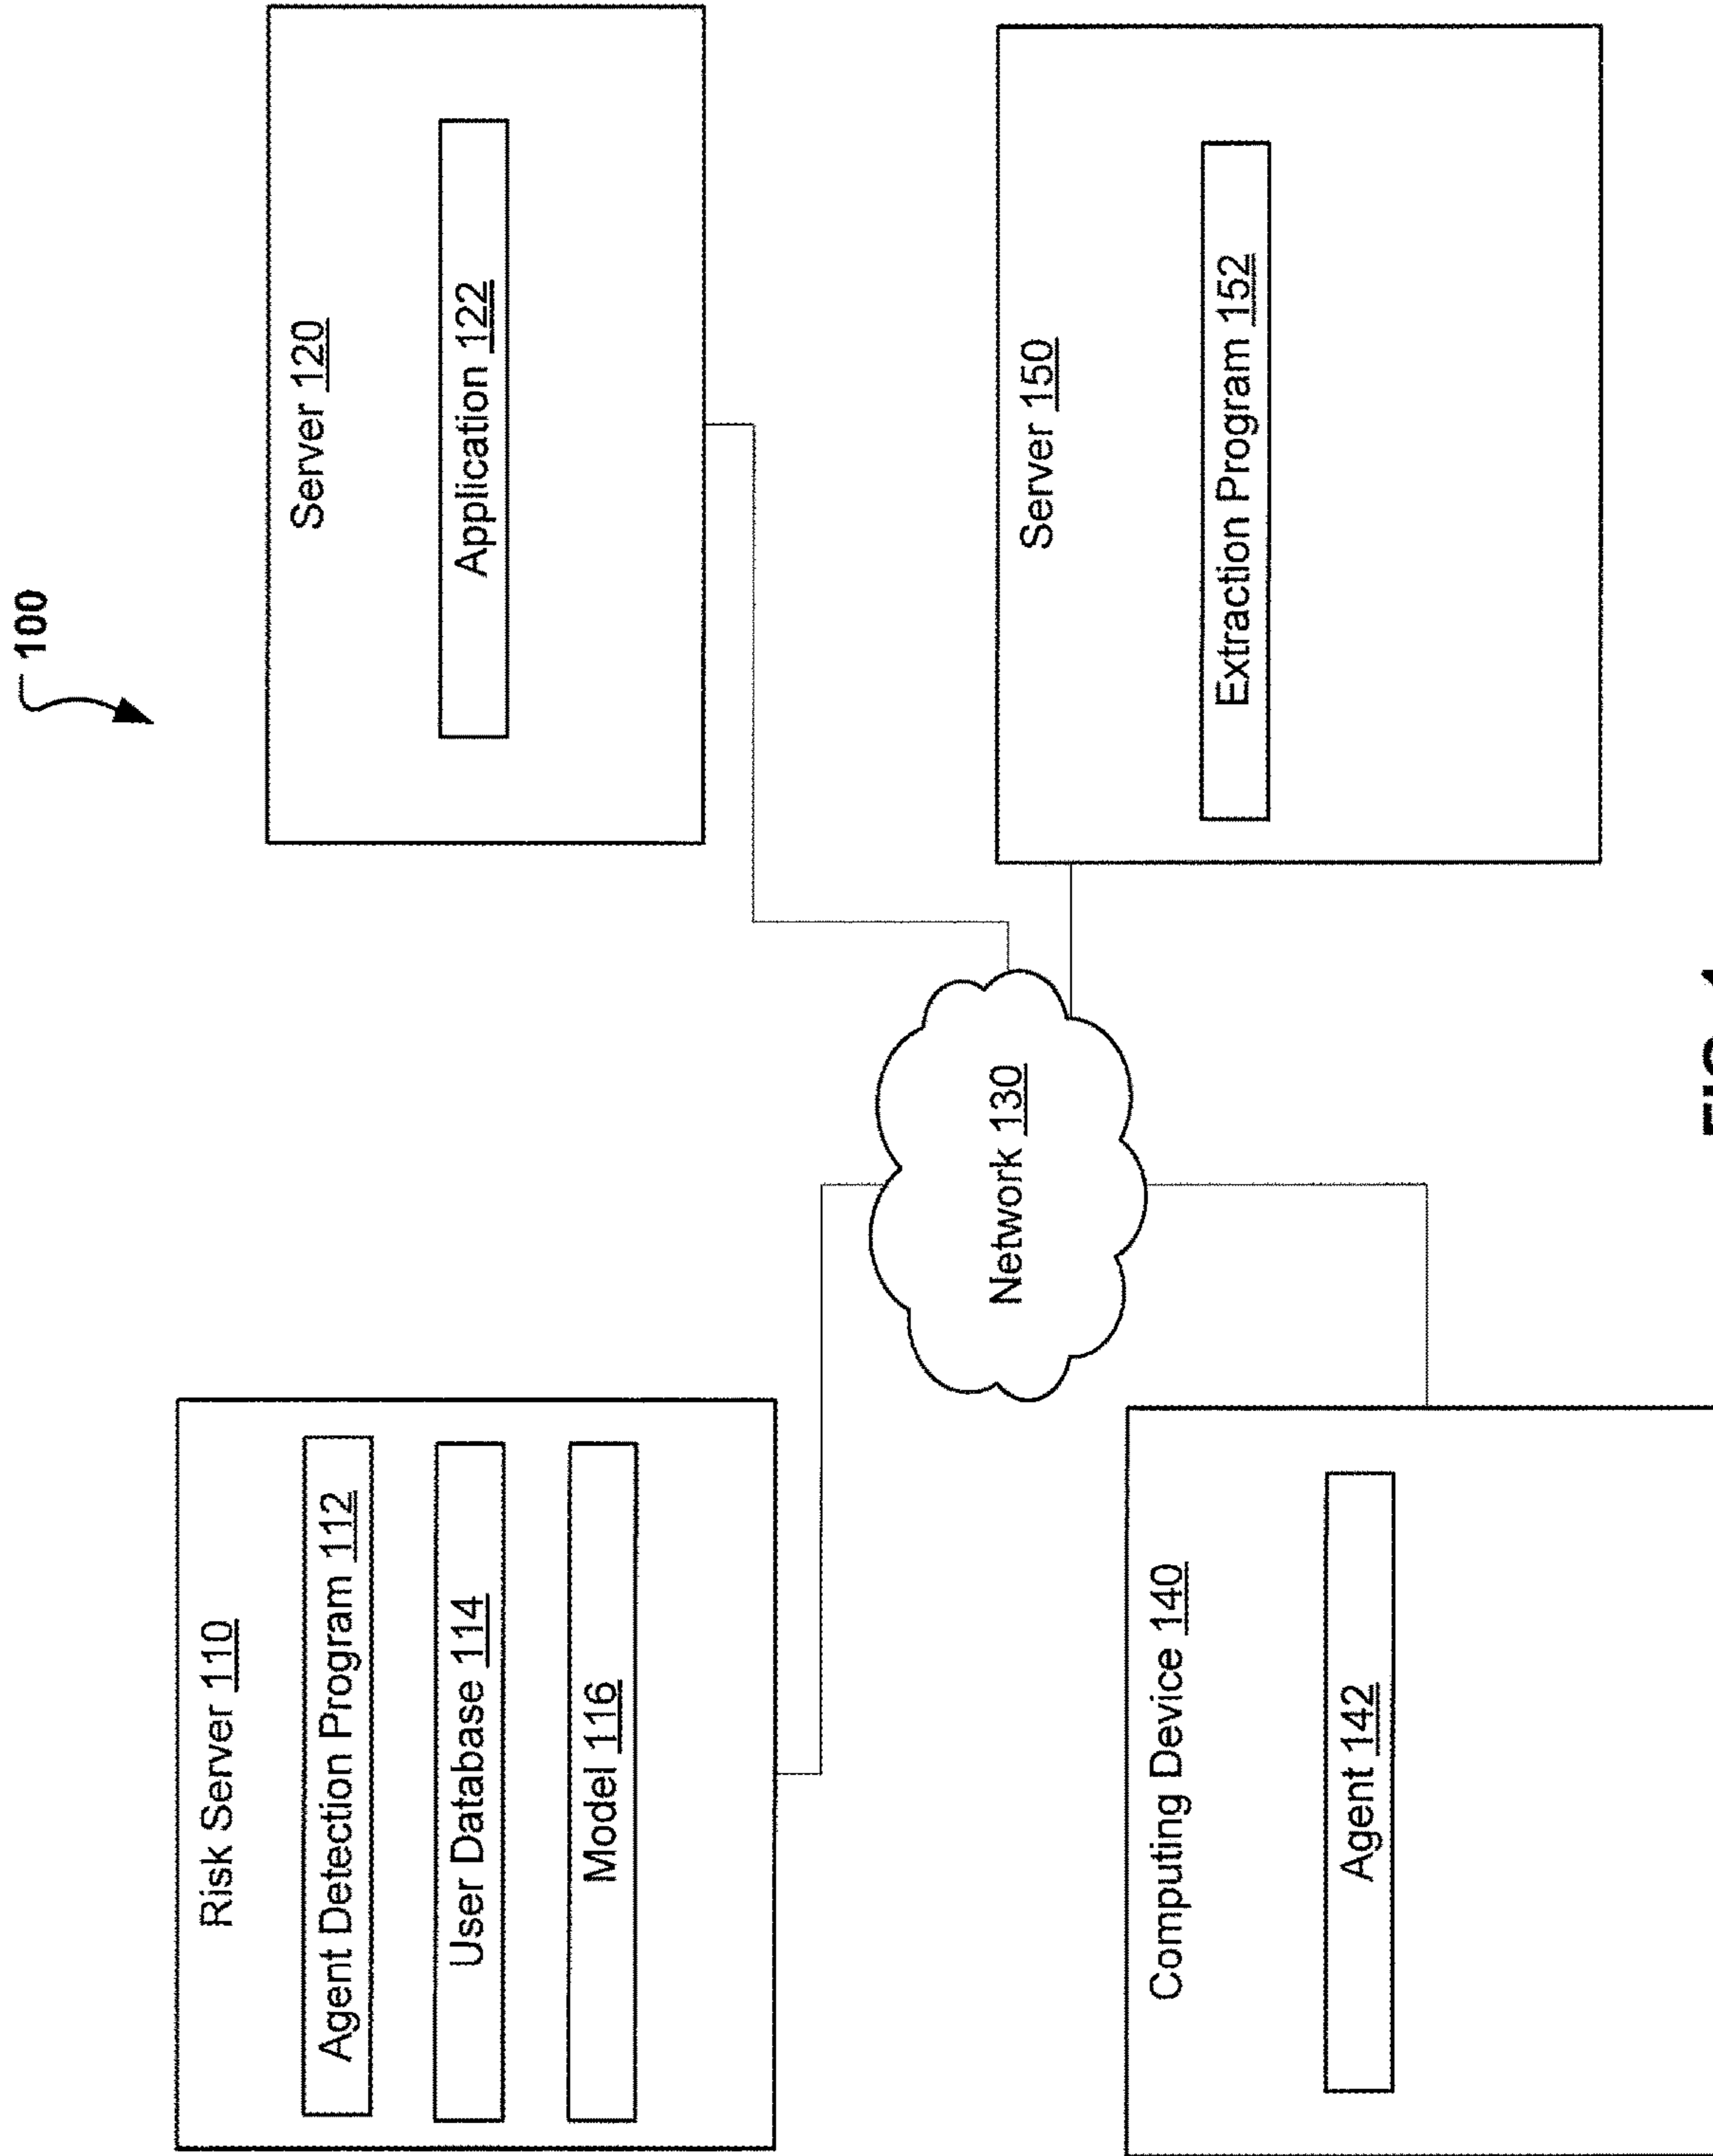 100
Risk Server 110
Agent Detection Program 112
User Database 114
Model 116
Server 120
Application 122
Network 130
Computing Device 140
Agent 142
Server 150
Extraction Program 152